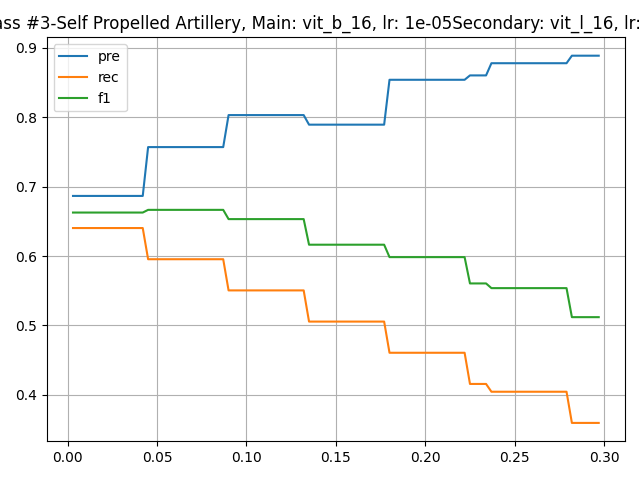 ass #3-Self Propelled Artillery, Main: vit_b_16, lr: 1e-05Secondary: vit_l_16, lr:
pre
rec
f1
0.9
0.8
0.7
0.6
0.5
0.4
0.00 0.05 0.10 0.15 0.20 0.25 0.30